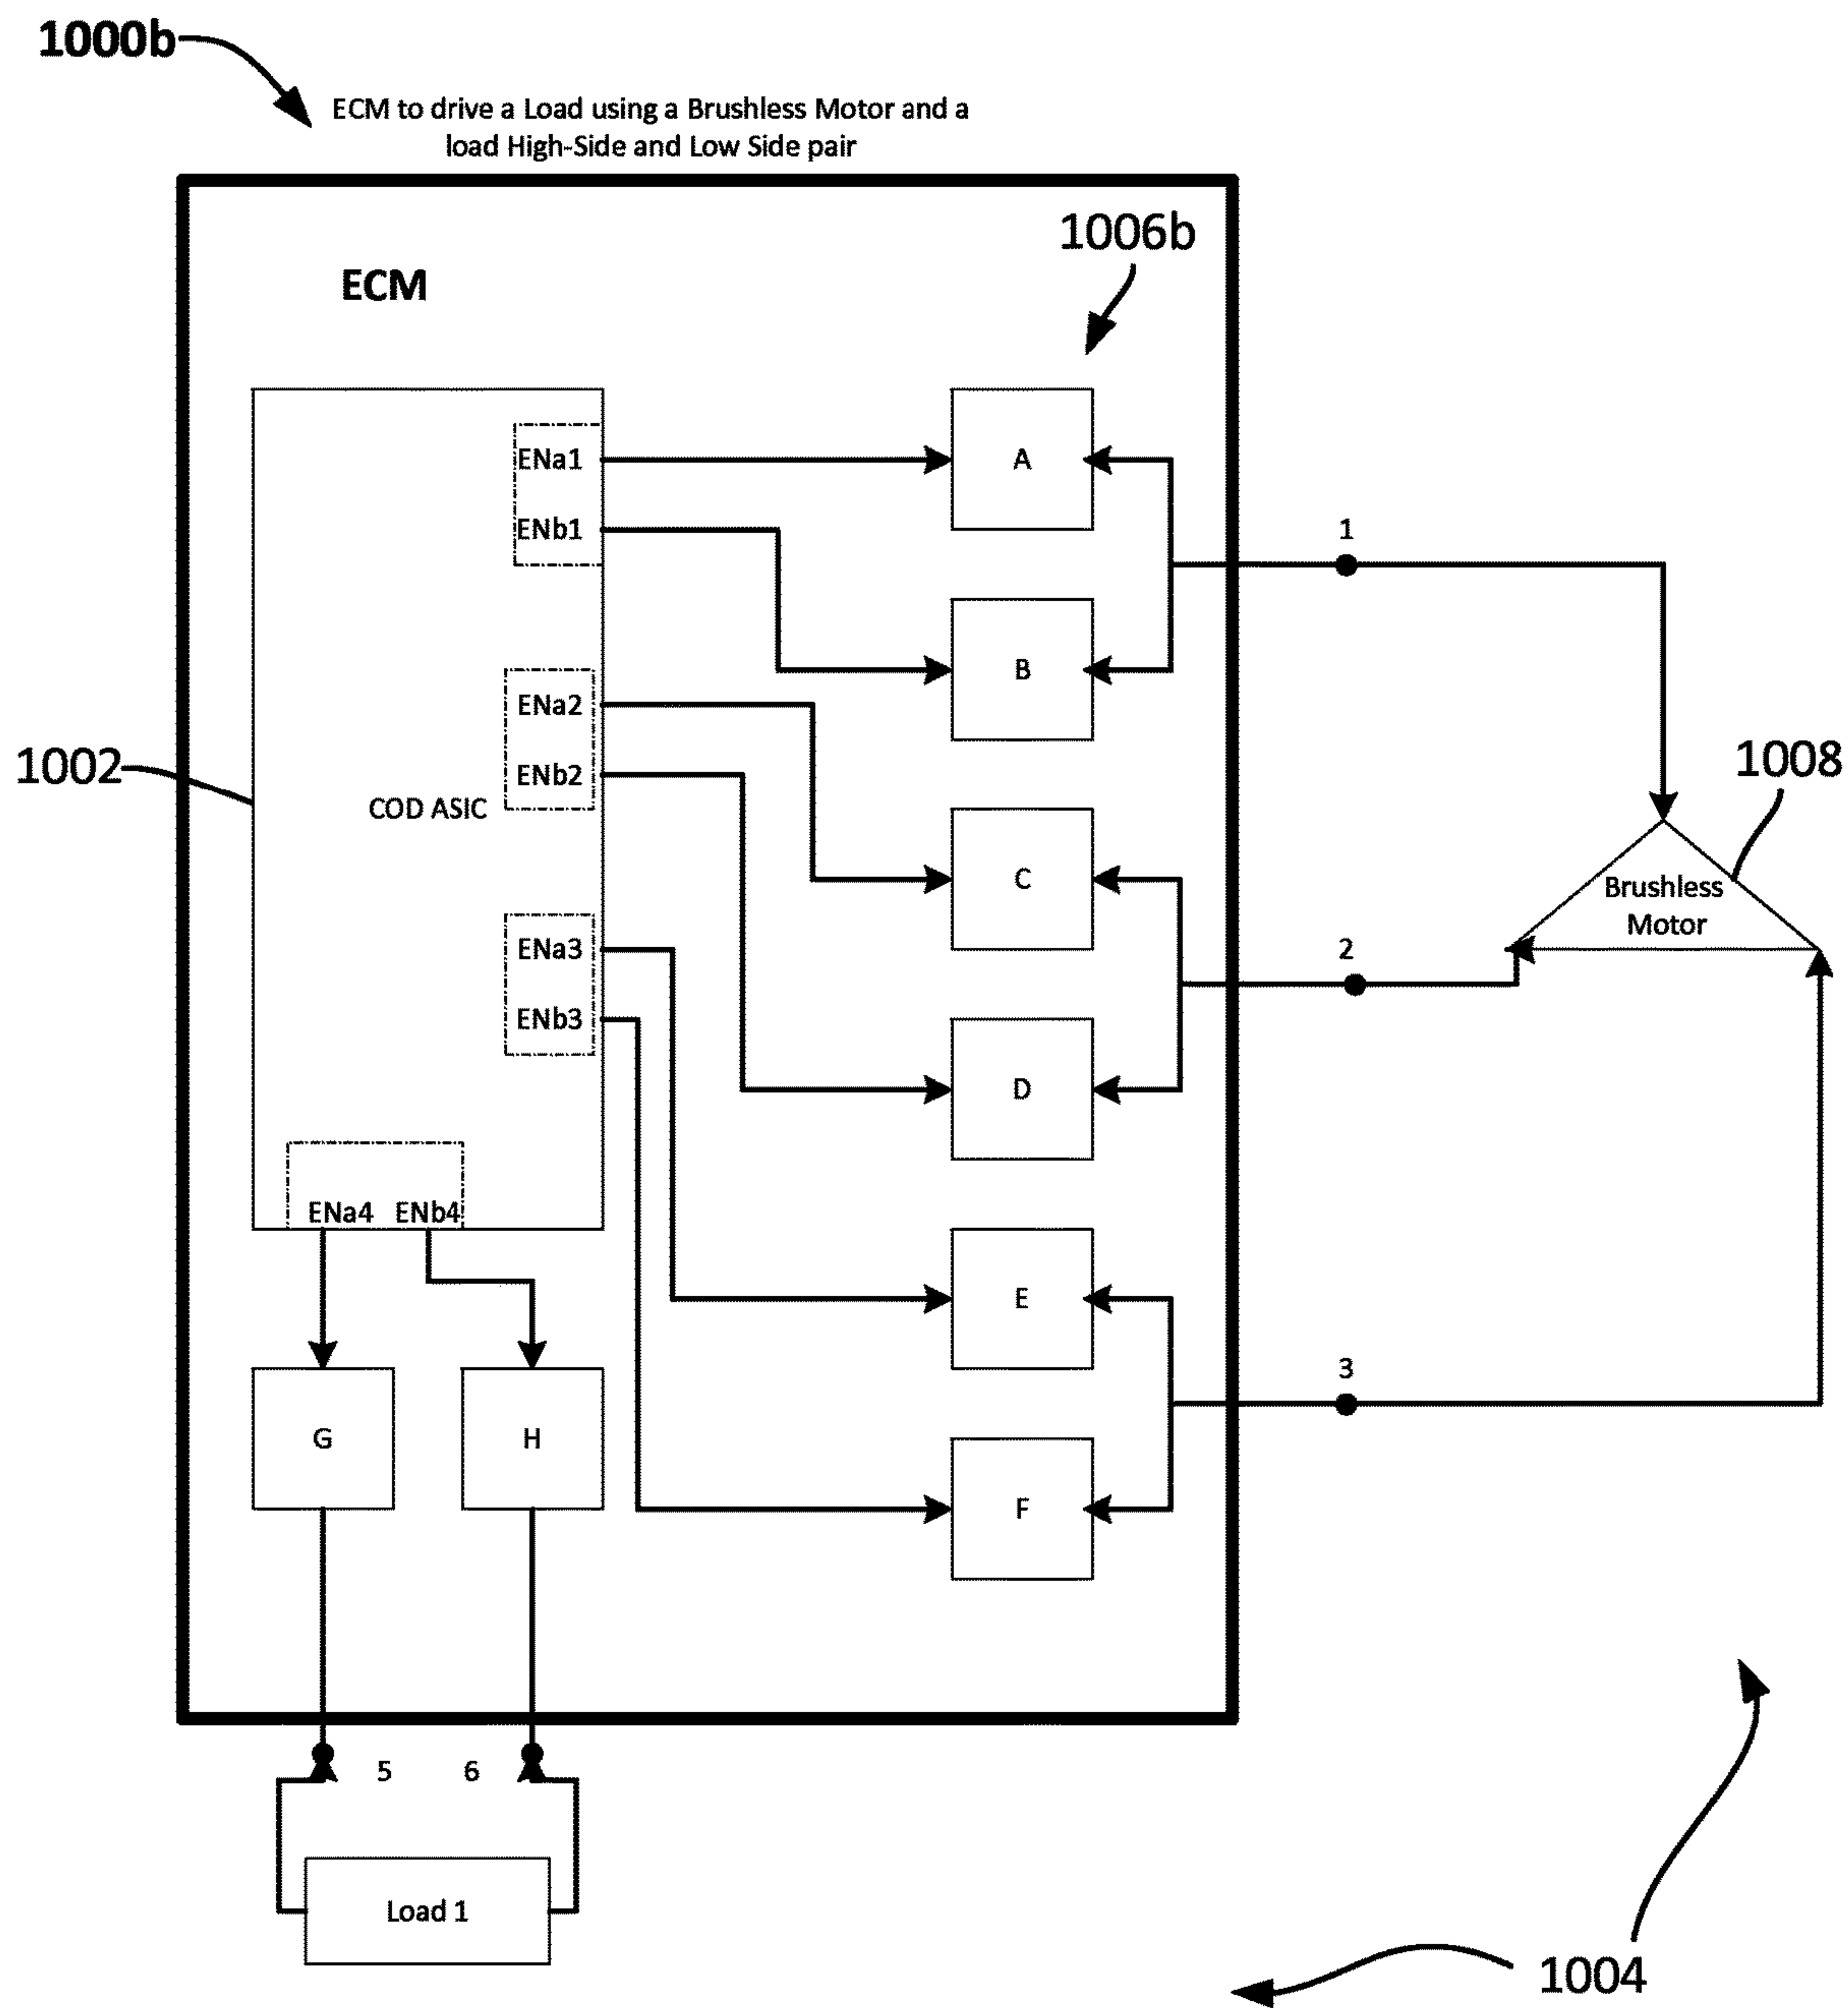 1000b
ECM to drive a Load using a Brushless Motor and a
load High-Side and Low Side pair
1006b
ECM
ENa1
A
ENb1
1
B
ENa2
1002
ENb2
1008
COD ASIC
C
Brushless
Motor
ENa3
2
ENb3
D
ENa4 ENb4
E
3
G
H
F
5
6
Load 1
1004